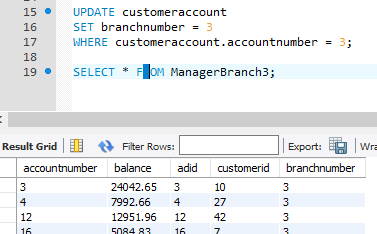 15 UPDATE customeraccount
16 SET branchnumber = 3
17 WHERE customeraccount.accountnumber = 3;
18
19 SELECT * FROM ManagerBranch3;
Result Grid Filter Rows: Export: Wra
accountnumber balance adid customerid branchnumber
3 24042.65 3 10 3
4 7992.66 4 27 3
12 12951.96 12 42 3
16 5084.83 16 7 3